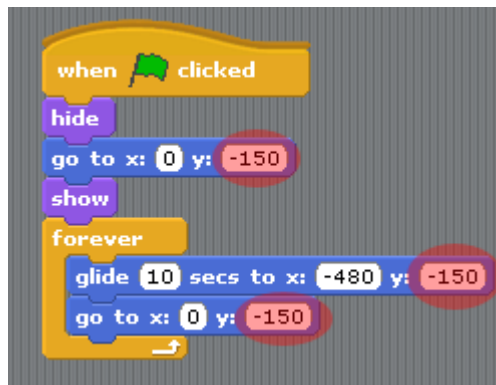 when clicked
hide
go to x: 0 y: -150
show
forever
glide 10 secs to x: -480 y: -150
go to x: 0 y: -150